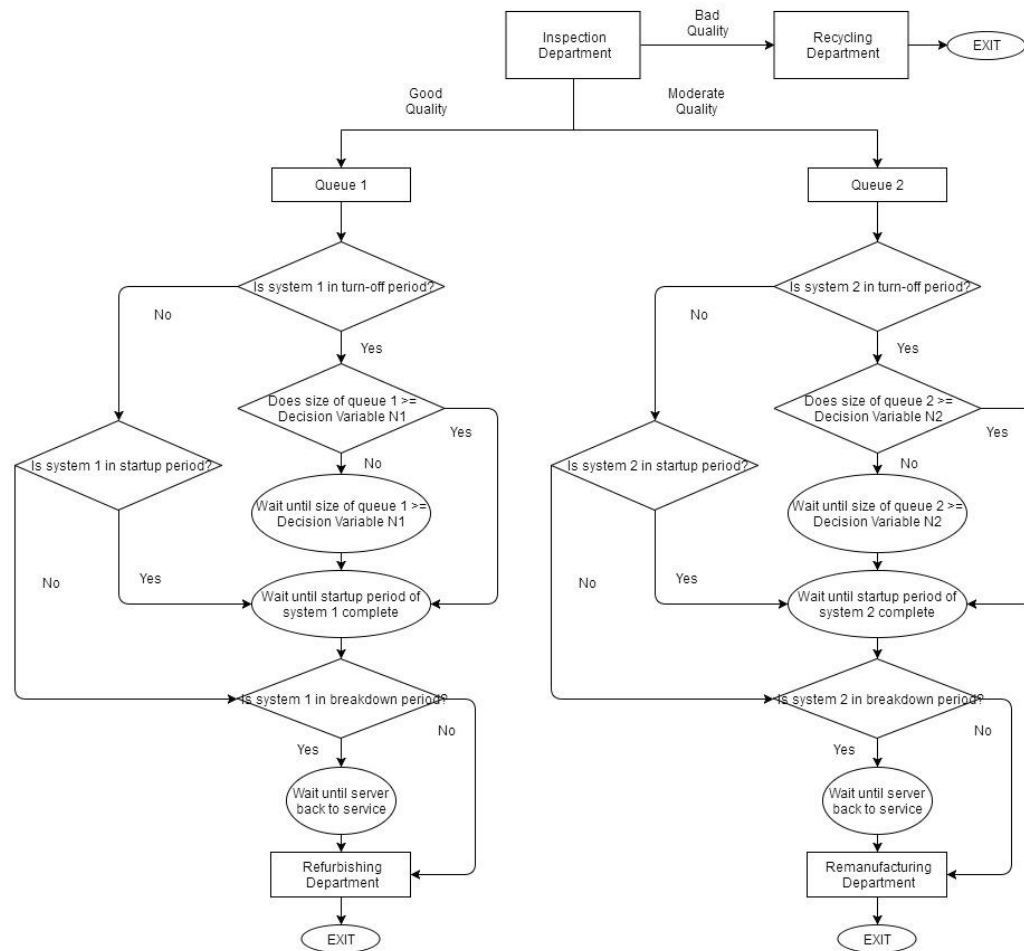 Inspection
Department
Bad
Quality
Recycling
Department
EXIT
Good
Quality
Moderate
Quality
Queue 1
Queue 2
Is system 1 in turn-off period?
Is system 2 in turn-off period?
No
Yes
No
Yes
Does size of queue 1 >=
Decision Variable N1
Does size of queue 2 >=
Decision Variable N2
Yes
Yes
Is system 1 in startup period?
No
Is system 2 in startup period?
No
Wait until size of queue 1 >=
Decision Variable N1
Wait until size of queue 2 >=
Decision Variable N2
No
Yes
No
Yes
Wait until startup period of
system 1 complete
Wait until startup period of
system 2 complete
Is system 1 in breakdown period?
Is system 2 in breakdown period?
Yes
No
Yes
No
Wait until server
back to service
Wait until server
back to service
Refurbishing
Department
Remanufacturing
Department
EXIT
EXIT